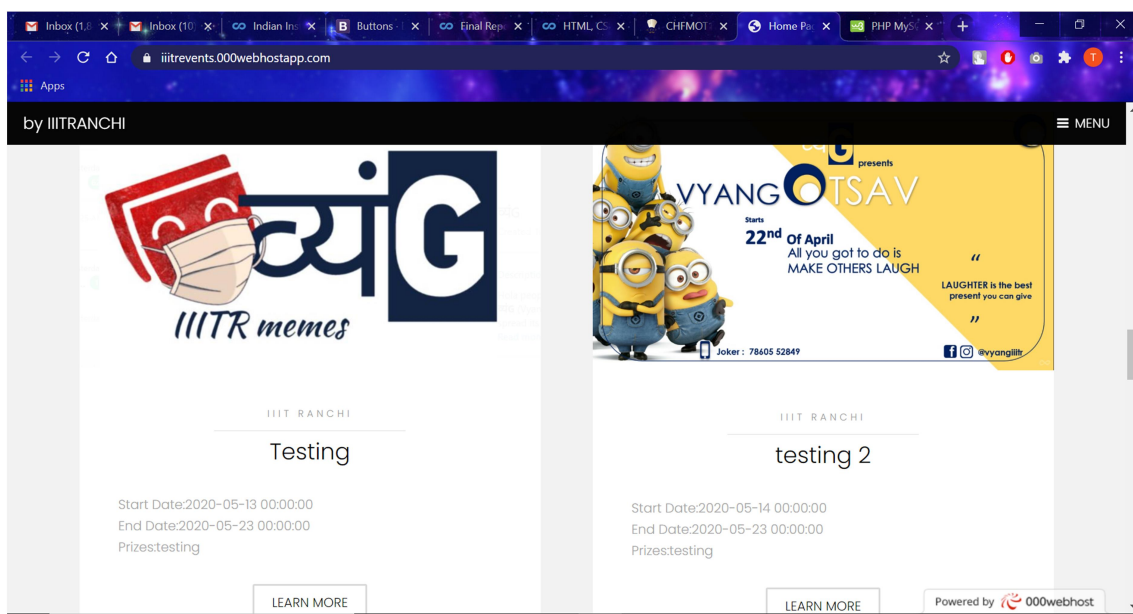 Inbox (1,8
Inbox (10)
Indian Ins
Buttons ·
Final Rep
HTML, CS
CHFMOT:
Home Pa
PHP MyS
iiitrevents.000webhostapp.com
T
Apps
by IIITRANCHI
MENU
व्यंG
IIITR memes
IIIT RANCHI
Testing
Start Date:2020-05-13 00:00:00
End Date:2020-05-23 00:00:00
Prizes:testing
LEARN MORE
G
presents
VYANGOTSAV
Starts
22nd Of April
All you got to do is
MAKE OTHERS LAUGH
“
LAUGHTER is the best
present you can give
”
Joker : 78605 52849
@vyangiiitr
IIIT RANCHI
testing 2
Start Date:2020-05-14 00:00:00
End Date:2020-05-23 00:00:00
Prizes:testing
LEARN MORE
Powered by 000webhost